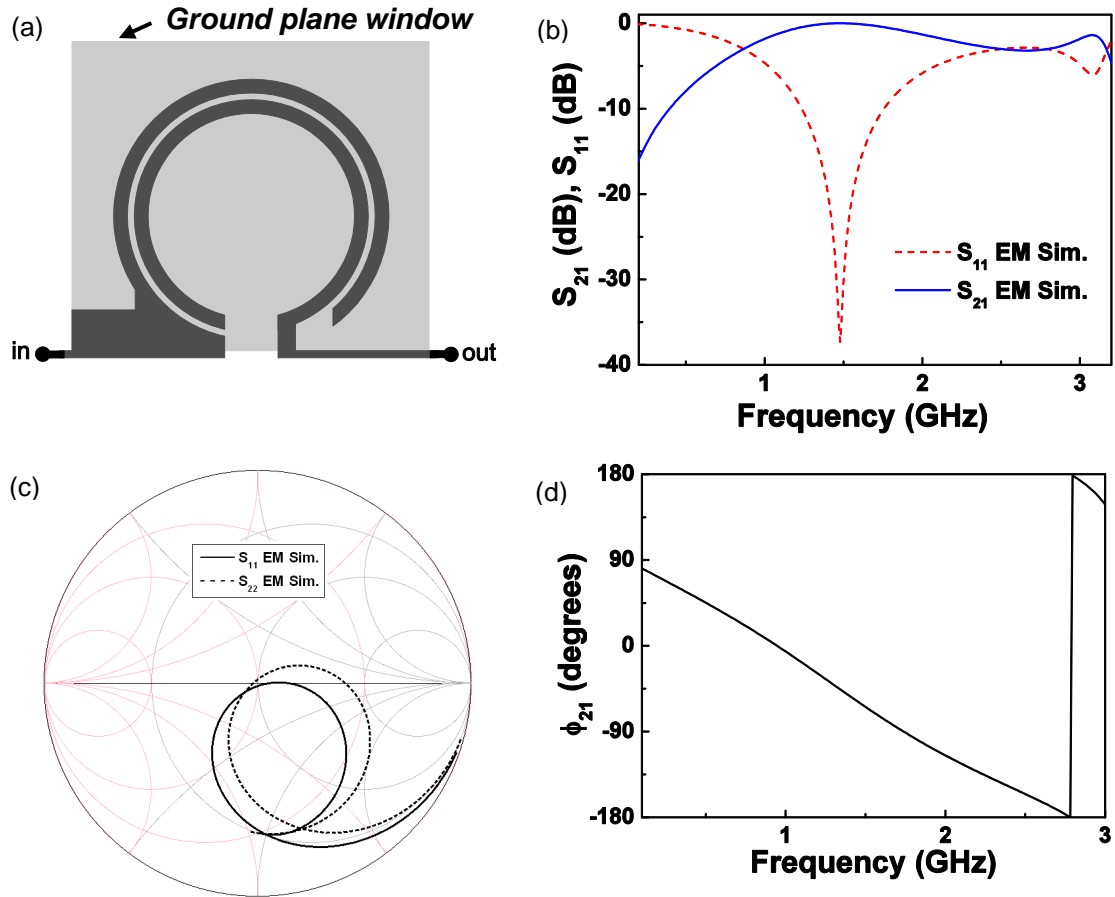 (a)
Ground plane window
in
out
(b)
S21 (dB), S11 (dB)
0
-10
-20
-30
-40
S11 EM Sim.
S21 EM Sim.
1
2
3
Frequency (GHz)
(c)
S11 EM Sim.
S22 EM Sim.
(d)
ϕ21 (degrees)
180
90
0
-90
-180
1
2
3
Frequency (GHz)